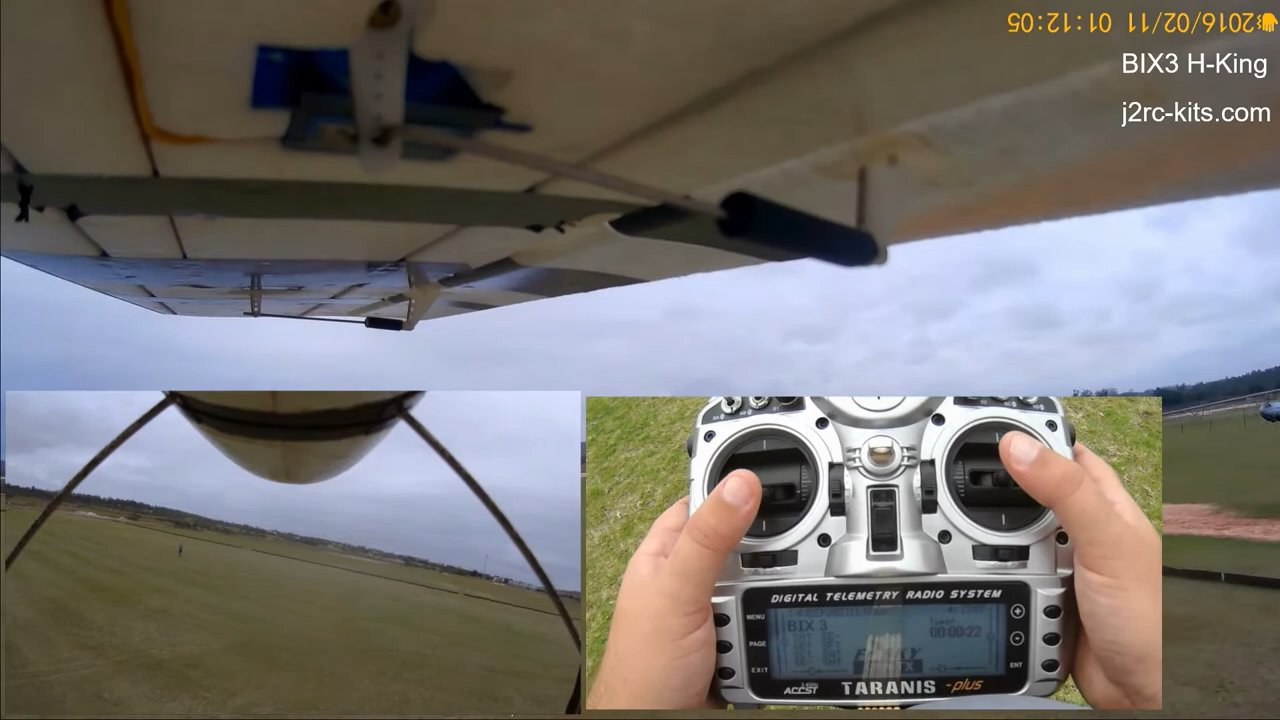 2016/02/11 01:12:05
BIX3 H-King
j2rc-kits.com
DIGITAL TELEMETRY RADIO SYSTEM
MENU
PAGE
EXIT
ENT
BIX 3
00:00:22
ACCST
TARANIS -plus